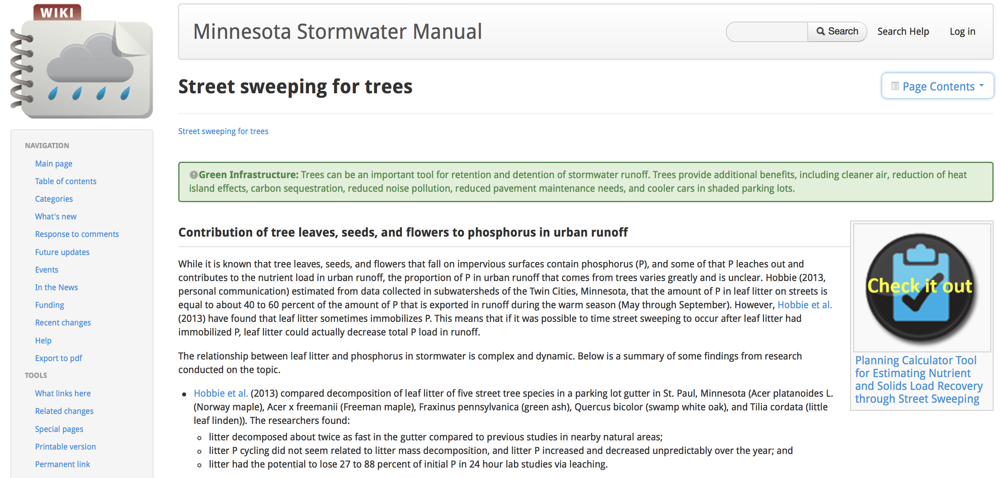 WIKI
Minnesota Stormwater Manual
Search
Search Help
Log in
Street sweeping for trees
Page Contents
Street sweeping for trees
NAVIGATION
Main page
Table of contents
Categories
What's new
Response to comments
Future updates
Events
In the News
Funding
Recent changes
Help
Export to pdf
TOOLS
What links here
Related changes
Special pages
Printable version
Permanent link
Green Infrastructure: Trees can be an important tool for retention and detention of stormwater runoff. Trees provide additional benefits, including cleaner air, reduction of heat
island effects, carbon sequestration, reduced noise pollution, reduced pavement maintenance needs, and cooler cars in shaded parking lots.
Contribution of tree leaves, seeds, and flowers to phosphorus in urban runoff
While it is known that tree leaves, seeds, and flowers that fall on impervious surfaces contain phosphorus (P), and some of that P leaches out and
contributes to the nutrient load in urban runoff, the proportion of P in urban runoff that comes from trees varies greatly and is unclear. Hobbie (2013,
personal communication) estimated from data collected in subwatersheds of the Twin Cities, Minnesota, that the amount of P in leaf litter on streets is
equal to about 40 to 60 percent of the amount of P that is exported in runoff during the warm season (May through September). However, Hobbie et al.
(2013) have found that leaf litter sometimes immobilizes P. This means that if it was possible to time street sweeping to occur after leaf litter had
immobilized P, leaf litter could actually decrease total P load in runoff.
The relationship between leaf litter and phosphorus in stormwater is complex and dynamic. Below is a summary of some findings from research
conducted on the topic.
• Hobbie et al. (2013) compared decomposition of leaf litter of five street tree species in a parking lot gutter in St. Paul, Minnesota (Acer platanoides L.
(Norway maple), Acer x freemanii (Freeman maple), Fraxinus pennsylvanica (green ash), Quercus bicolor (swamp white oak), and Tilia cordata (little
leaf linden)). The researchers found:
◦ litter decomposed about twice as fast in the gutter compared to previous studies in nearby natural areas;
◦ litter P cycling did not seem related to litter mass decomposition, and litter P increased and decreased unpredictably over the year; and
◦ litter had the potential to lose 27 to 88 percent of initial P in 24 hour lab studies via leaching.
Check it out
Planning Calculator Tool
for Estimating Nutrient
and Solids Load Recovery
through Street Sweeping